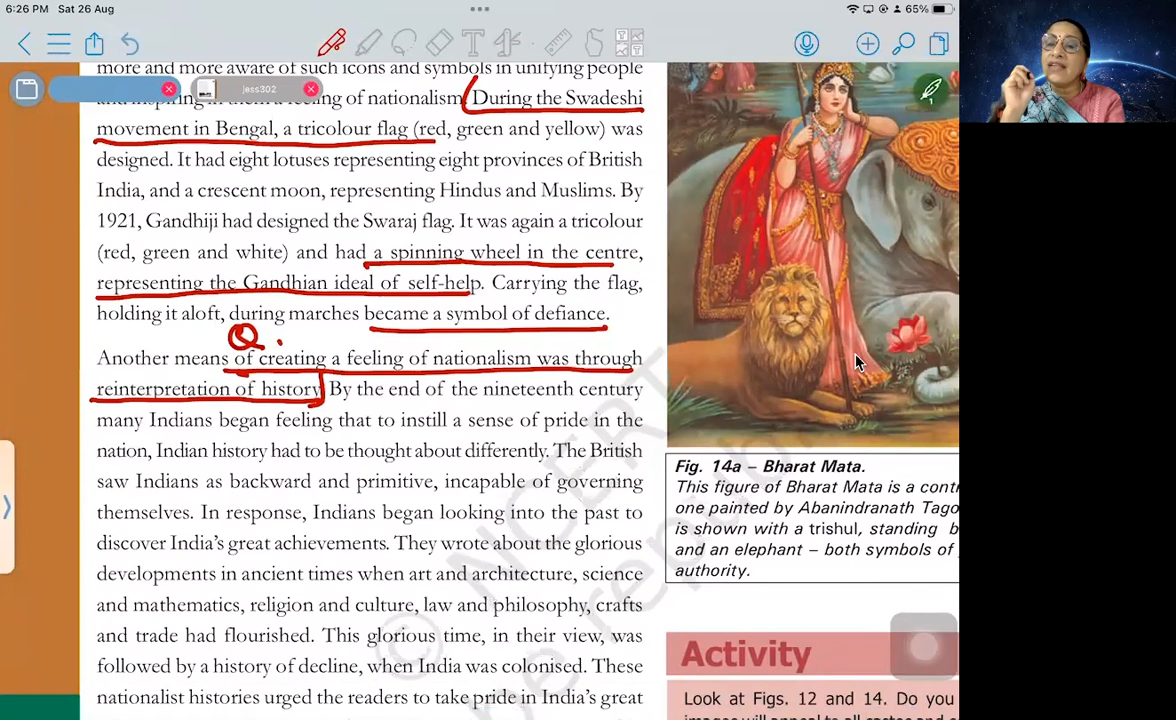 6:26 PM Sat 26 Aug
65%
jess302
more and more aware of such icons and symbols in unifying people
and inspiring in them a feeling of nationalism. During the Swadeshi
movement in Bengal, a tricolour flag (red, green and yellow) was
designed. It had eight lotuses representing eight provinces of British
India, and a crescent moon, representing Hindus and Muslims. By
1921, Gandhiji had designed the Swaraj flag. It was again a tricolour
(red, green and white) and had a spinning wheel in the centre,
representing the Gandhian ideal of self-help. Carrying the flag,
holding it aloft, during marches became a symbol of defiance.
Q.
Another means of creating a feeling of nationalism was through
reinterpretation of history. By the end of the nineteenth century
many Indians began feeling that to instill a sense of pride in the
nation, Indian history had to be thought about differently. The British
saw Indians as backward and primitive, incapable of governing
themselves. In response, Indians began looking into the past to
discover India's great achievements. They wrote about the glorious
developments in ancient times when art and architecture, science
and mathematics, religion and culture, law and philosophy, crafts
and trade had flourished. This glorious time, in their view, was
followed by a history of decline, when India was colonised. These
nationalist histories urged the readers to take pride in India's great
Fig. 14a – Bharat Mata.
This figure of Bharat Mata is a cont
one painted by Abanindranath Tago
is shown with a trishul, standing b
and an elephant – both symbols of
authority.
Activity
Look at Figs. 12 and 14. Do you
© NCERT
be republ